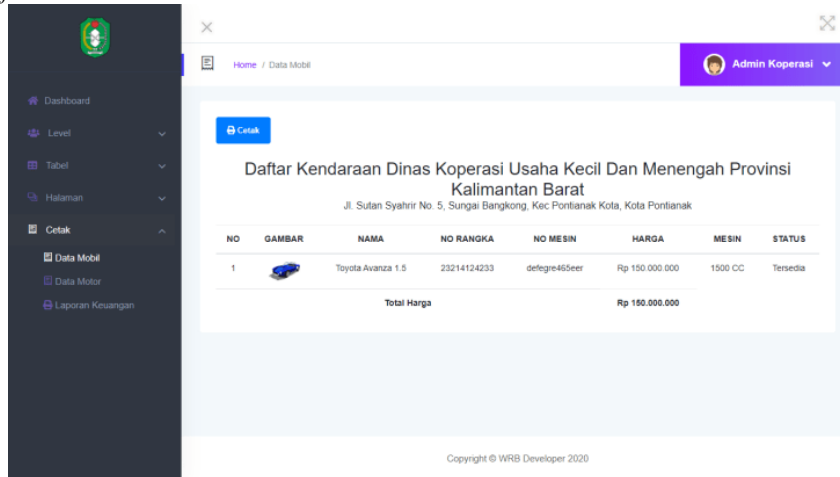 Home / Data Mobil
Admin Koperasi
Dashboard
Level
Tabel
Halaman
Cetak
Data Mobil
Data Motor
Laporan Keuangan
Cetak
Daftar Kendaraan Dinas Koperasi Usaha Kecil Dan Menengah Provinsi
Kalimantan Barat
Jl. Sutan Syahrir No. 5, Sungai Bangkong, Kec Pontianak Kota, Kota Pontianak
NO GAMBAR NAMA NO RANGKA NO MESIN HARGA MESIN STATUS
1 Toyota Avanza 1.5 23214124233 defegre465eer Rp 150.000.000 1500 CC Tersedia
Total Harga Rp 150.000.000
Copyright © WRB Developer 2020